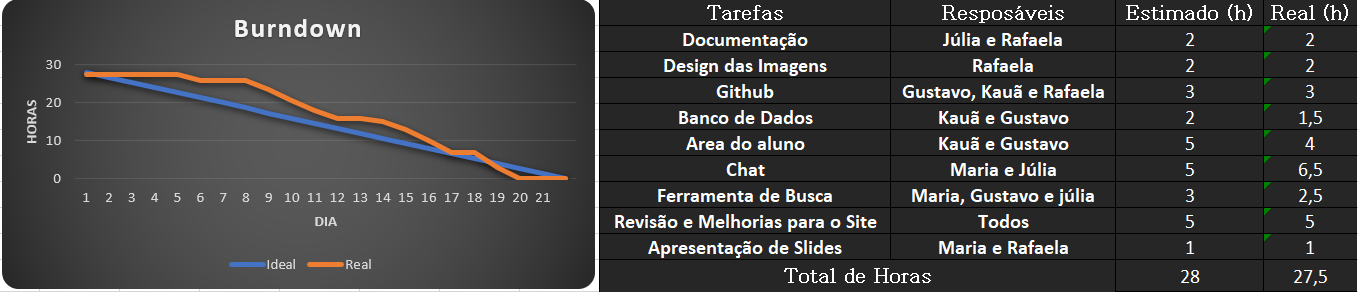 Burndown
30
20
10
0
HORAS
1 2 3 4 5 6 7 8 9 10 11 12 13 14 15 16 17 18 19 20 21
DIA
Ideal Real
Tarefas Resposáveis Estimado (h) Real (h)
Documentação Júlia e Rafaela 2 2
Design das Imagens Rafaela 2 2
Github Gustavo, Kauã e Rafaela 3 3
Banco de Dados Kauã e Gustavo 2 1,5
Area do aluno Kauã e Gustavo 5 4
Chat Maria e Júlia 5 6,5
Ferramenta de Busca Maria, Gustavo e júlia 3 2,5
Revisão e Melhorias para o Site Todos 5 5
Apresentação de Slides Maria e Rafaela 1 1
Total de Horas 28 27,5